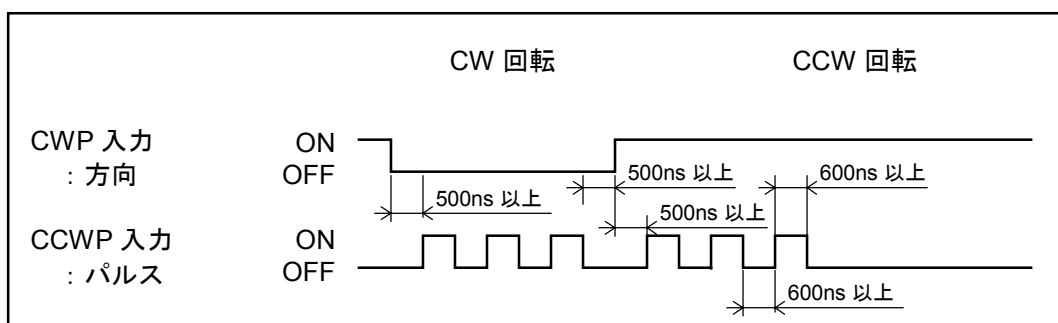 CW 回転
CCW 回転
CWP 入力
: 方向
ON
OFF
500ns 以上
500ns 以上
600ns 以上
500ns 以上
CCWP 入力
: パルス
ON
OFF
600ns 以上